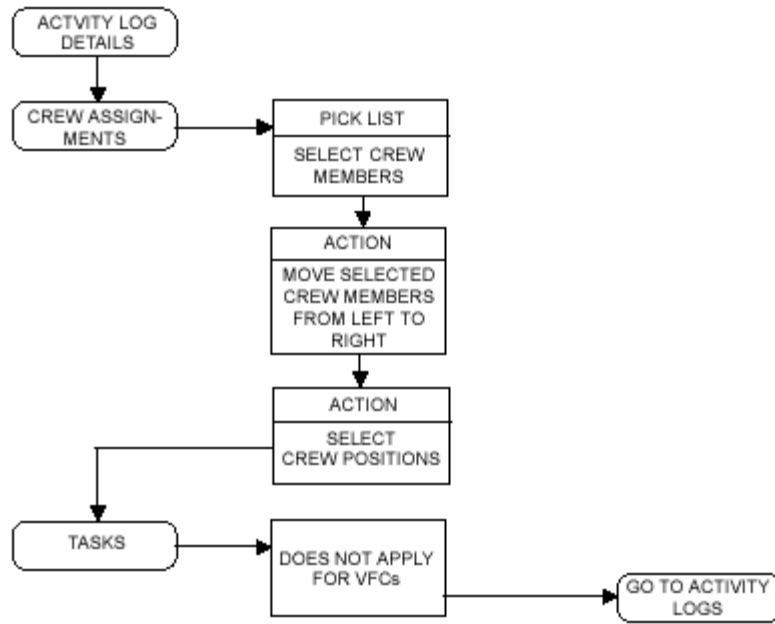 ACTVITY LOG
DETAILS
CREW ASSIGN-
MENTS
PICK LIST
SELECT CREW
MEMBERS
ACTION
MOVE SELECTED
CREW MEMBERS
FROM LEFT TO
RIGHT
ACTION
SELECT
CREW POSITIONS
TASKS
DOES NOT APPLY
FOR VFCs
GO TO ACTIVITY
LOGS